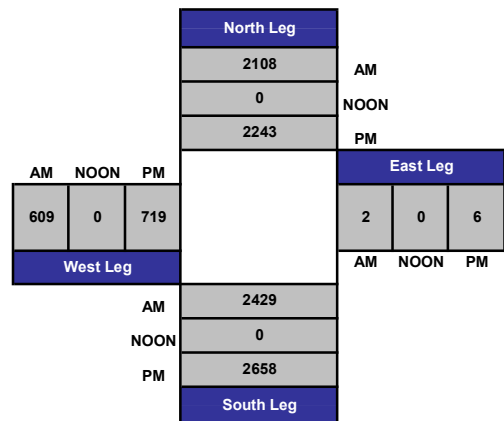 North Leg
2108 AM
0 NOON
2243 PM
AM NOON PM
East Leg
609 0 719
2 0 6
West Leg
AM NOON PM
AM 2429
NOON 0
PM 2658
South Leg